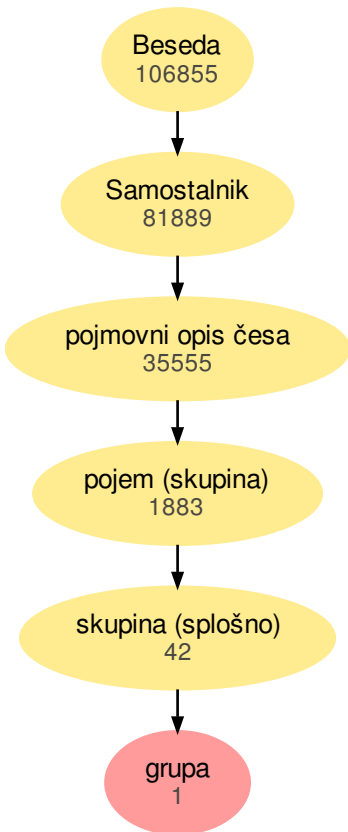 Beseda
106855
Samostalnik
81889
pojmovni opis česa
35555
pojem (skupina)
1883
skupina (splošno)
42
grupa
1